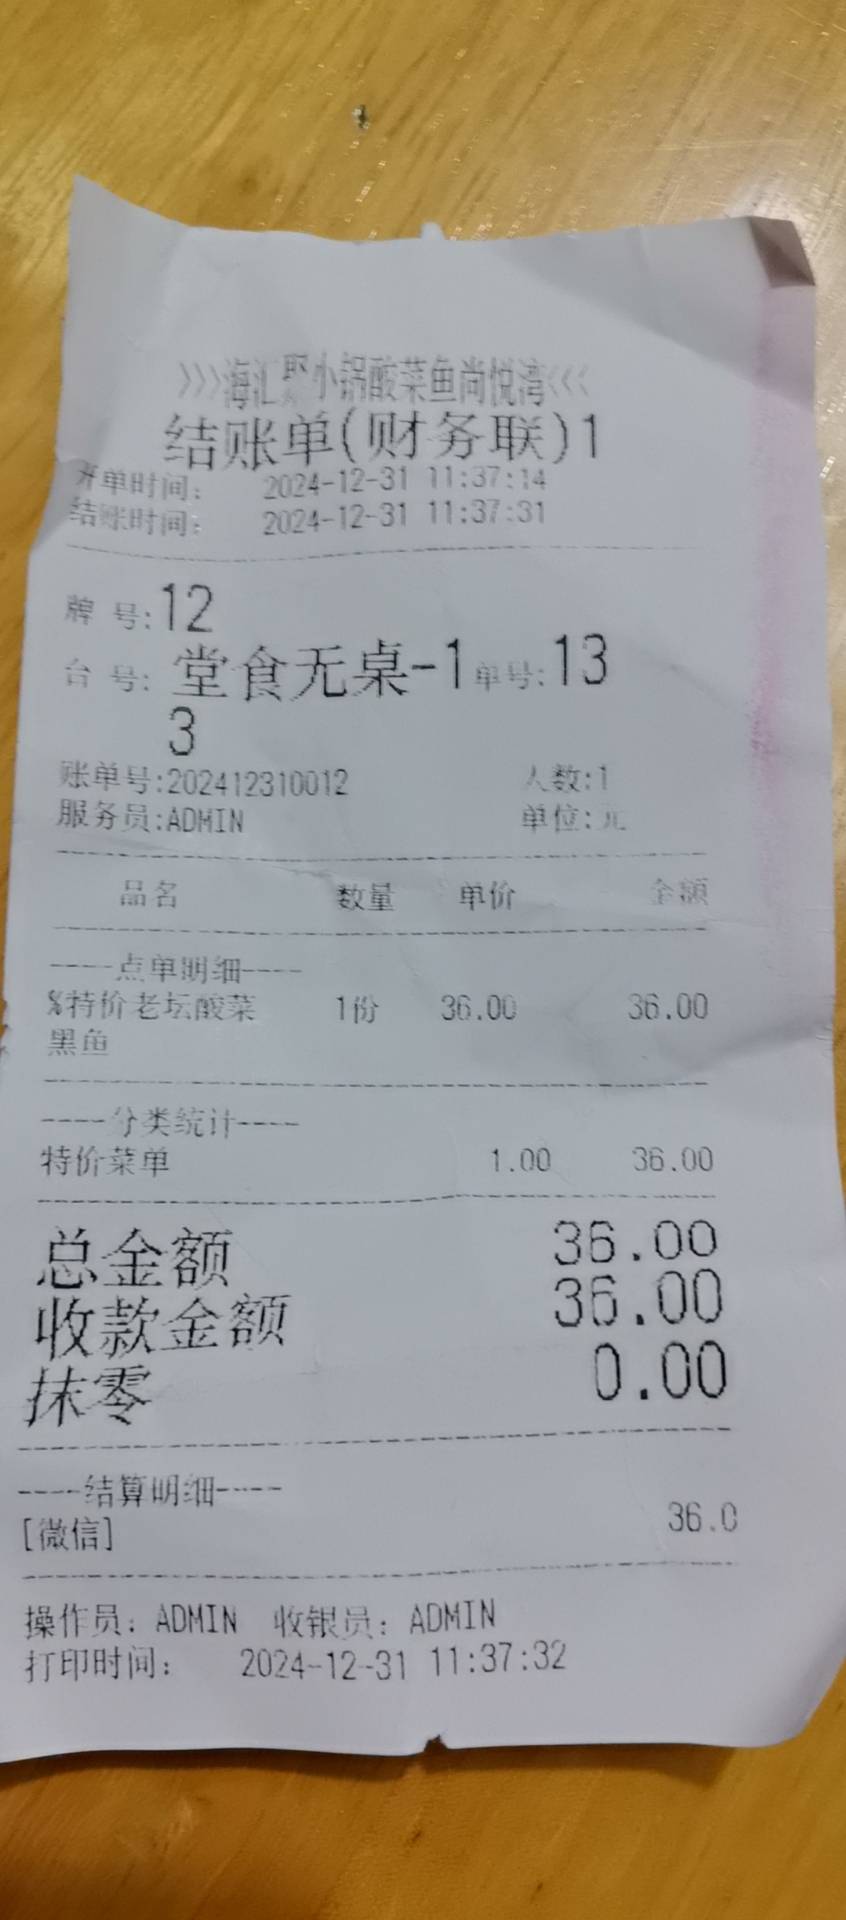 >>>海汇聚小锅酸菜鱼尚悦湾<<<
结账单(财务联)1
开单时间: 2024-12-31 11:37:14
结账时间: 2024-12-31 11:37:31
牌 号:12
台 号: 堂食无桌-1 单号:13
3
账单号:202412310012 人数:1
服务员:ADMIN 单位:元
品名 数量 单价 金额
----点单明细----
%特价老坛酸菜 1份 36.00 36.00
黑鱼
----分类统计----
特价菜单 1.00 36.00
总金额 36.00
收款金额 36.00
抹零 0.00
----结算明细----
[微信] 36.0
操作员: ADMIN 收银员: ADMIN
打印时间: 2024-12-31 11:37:32